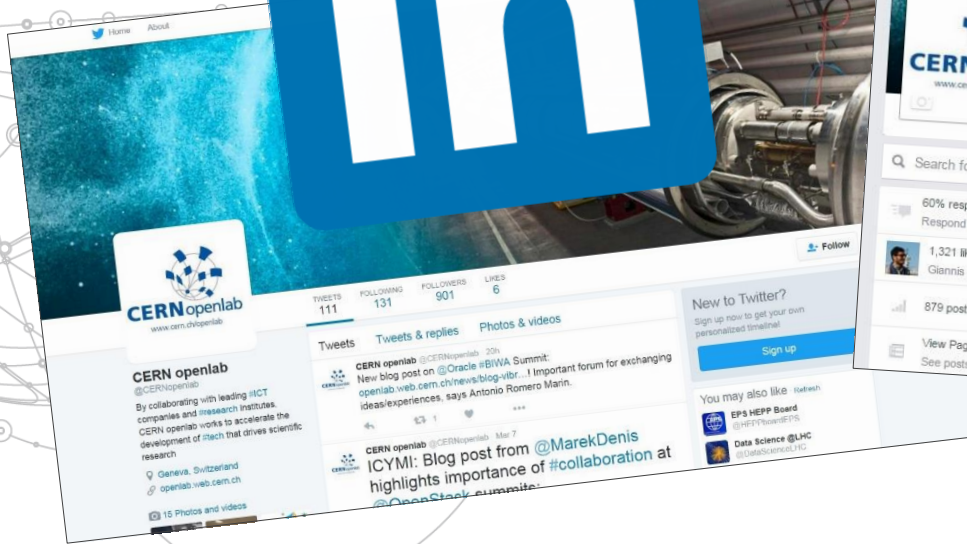 Home About
in
CERNopenlab
www.cern.ch/openlab
TWEETS 111
FOLLOWING 131
FOLLOWERS 901
LIKES 6
Follow
CERN openlab
@CERNopenlab
By collaborating with leading #ICT
companies and #research institutes,
CERN openlab works to accelerate the
development of #tech that drives scientific
research
Geneva, Switzerland
openlab.web.cern.ch
15 Photos and videos
Tweets Tweets & replies Photos & videos
CERN openlab @CERNopenlab 20h
New blog post on @Oracle #BIWA Summit:
openlab.web.cern.ch/news/blog-vibr…! Important forum for exchanging
ideas/experiences, says Antonio Romero Marin.
1
CERN openlab @CERNopenlab Mar 7
ICYMI: Blog post from @MarekDenis
highlights importance of #collaboration at
@OpenStack summits:
New to Twitter?
Sign up now to get your own
personalized timeline!
Sign up
You may also like Refresh
EPS HEPP Board
@HEPPboardEPS
Data Science @LHC
@DataScienceLHC
CERN
www.ce
Search fo
60% resp
Respond
1,321 li
Giannis
879 post
View Pag
See posts